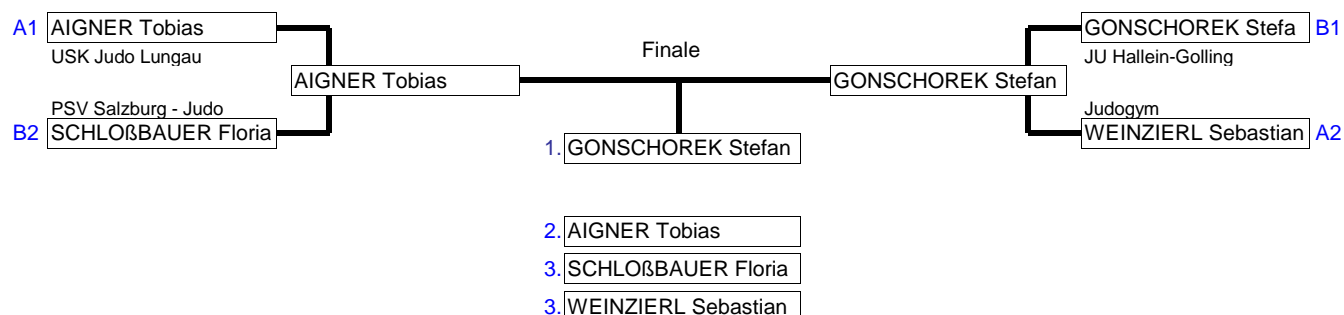 A1 AIGNER Tobias
USK Judo Lungau
AIGNER Tobias
PSV Salzburg - Judo
B2 SCHLOßBAUER Floria
Finale
GONSCHOREK Stefa B1
JU Hallein-Golling
GONSCHOREK Stefan
Judogym
WEINZIERL Sebastian A2
1. GONSCHOREK Stefan
2. AIGNER Tobias
3. SCHLOßBAUER Floria
3. WEINZIERL Sebastian